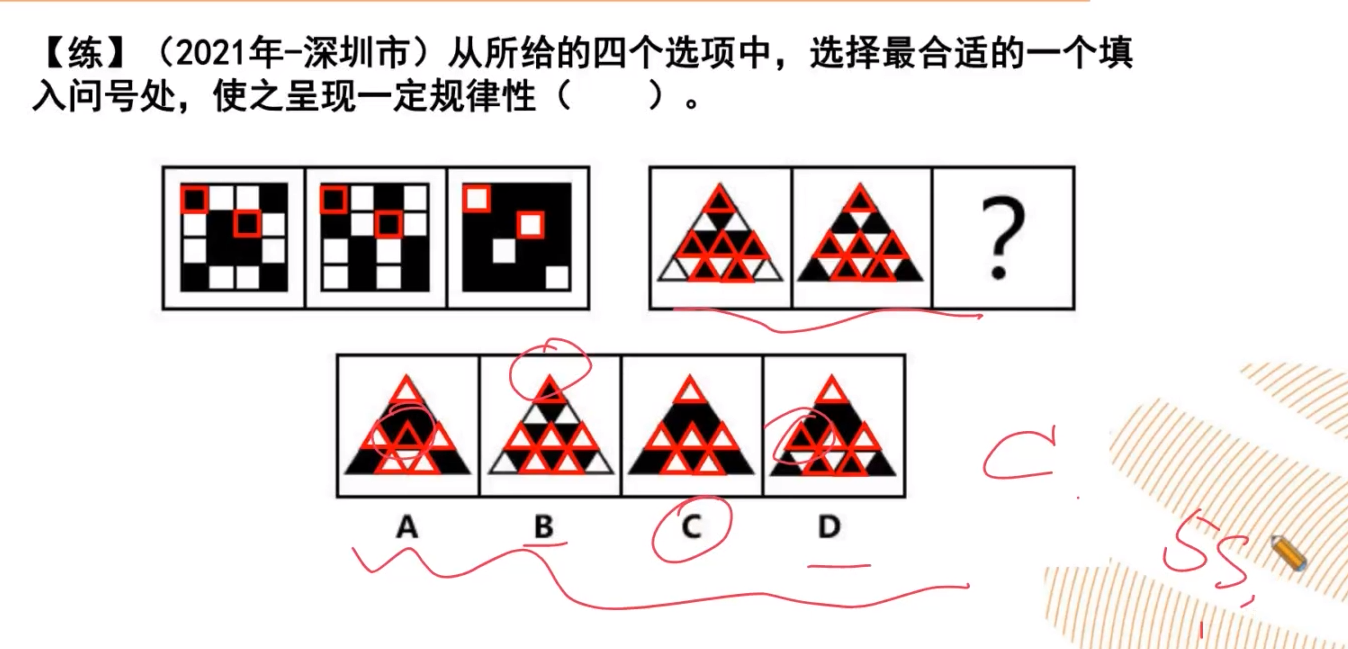 【练】（2021年-深圳市）从所给的四个选项中，选择最合适的一个填
入问号处，使之呈现一定规律性（　　）。
?
A B C D
C
5S,